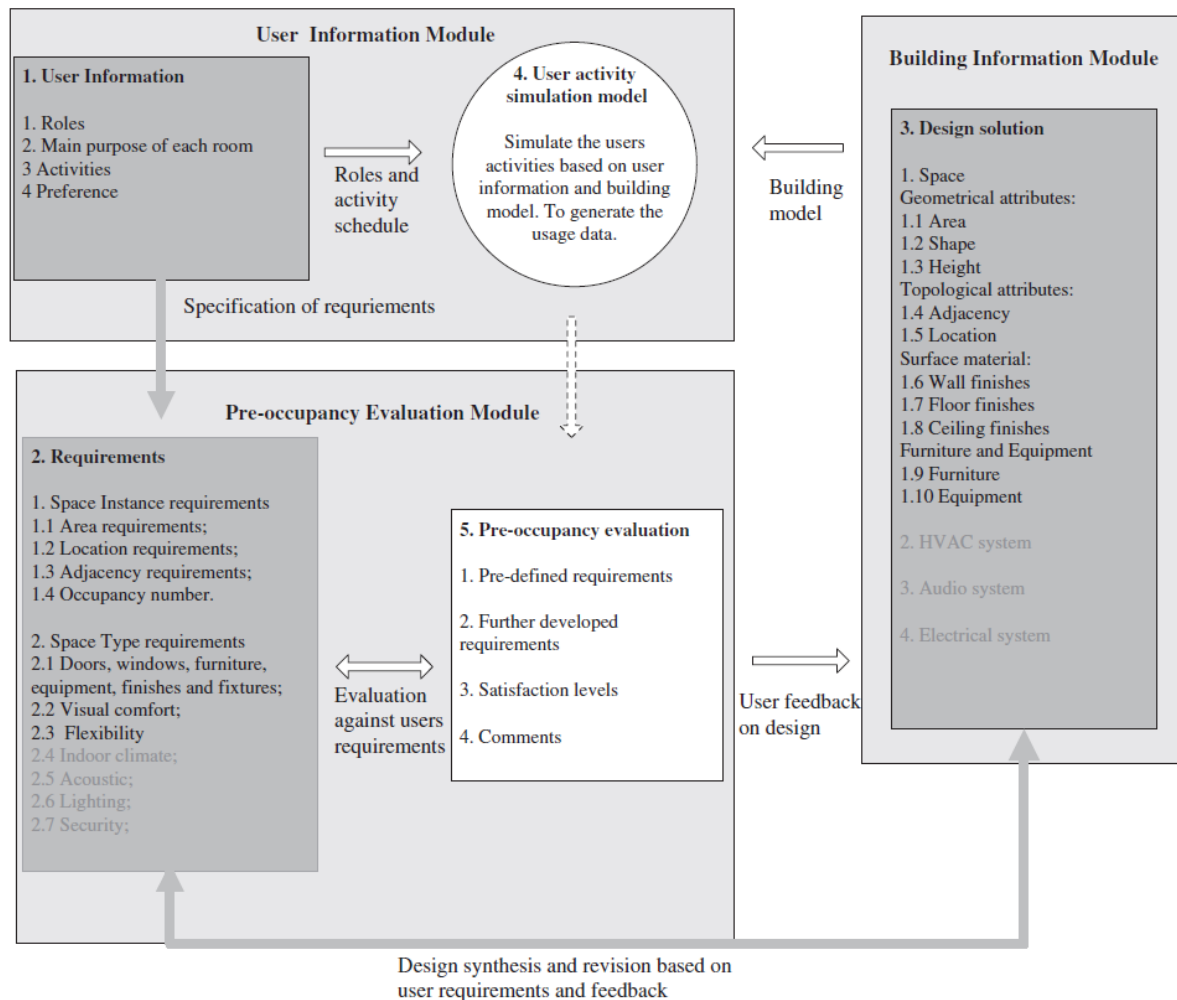 User Information Module
1. User Information
1. Roles
2. Main purpose of each room
3 Activities
4 Preference
Roles and
activity
schedule
4. User activity
simulation model
Simulate the users
activities based on user
information and building
model. To generate the
usage data.
Building
model
Specification of requriements
Building Information Module
3. Design solution
1. Space
Geometrical attributes:
1.1 Area
1.2 Shape
1.3 Height
Topological attributes:
1.4 Adjacency
1.5 Location
Surface material:
1.6 Wall finishes
1.7 Floor finishes
1.8 Ceiling finishes
Furniture and Equipment
1.9 Furniture
1.10 Equipment
2. HVAC system
3. Audio system
4. Electrical system
Pre-occupancy Evaluation Module
2. Requirements
1. Space Instance requirements
1.1 Area requirements;
1.2 Location requirements;
1.3 Adjacency requirements;
1.4 Occupancy number.
2. Space Type requirements
2.1 Doors, windows, furniture,
equipment, finishes and fixtures;
2.2 Visual comfort;
2.3 Flexibility
2.4 Indoor climate;
2.5 Acoustic;
2.6 Lighting;
2.7 Security;
Evaluation
against users
requirements
5. Pre-occupancy evaluation
1. Pre-defined requirements
2. Further developed
requirements
3. Satisfaction levels
4. Comments
User feedback
on design
Design synthesis and revision based on
user requirements and feedback